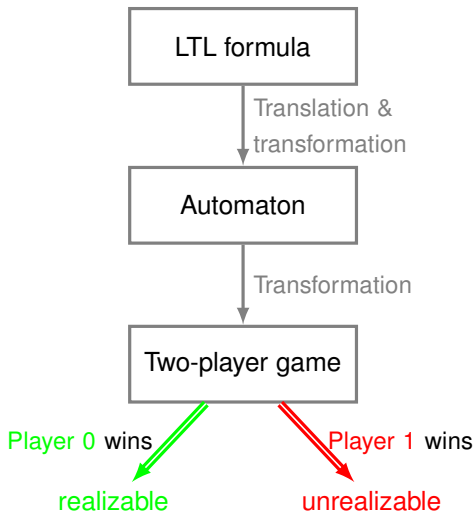 LTL formula
Translation &
transformation
Automaton
Transformation
Two-player game
Player 0 wins
Player 1 wins
realizable
unrealizable